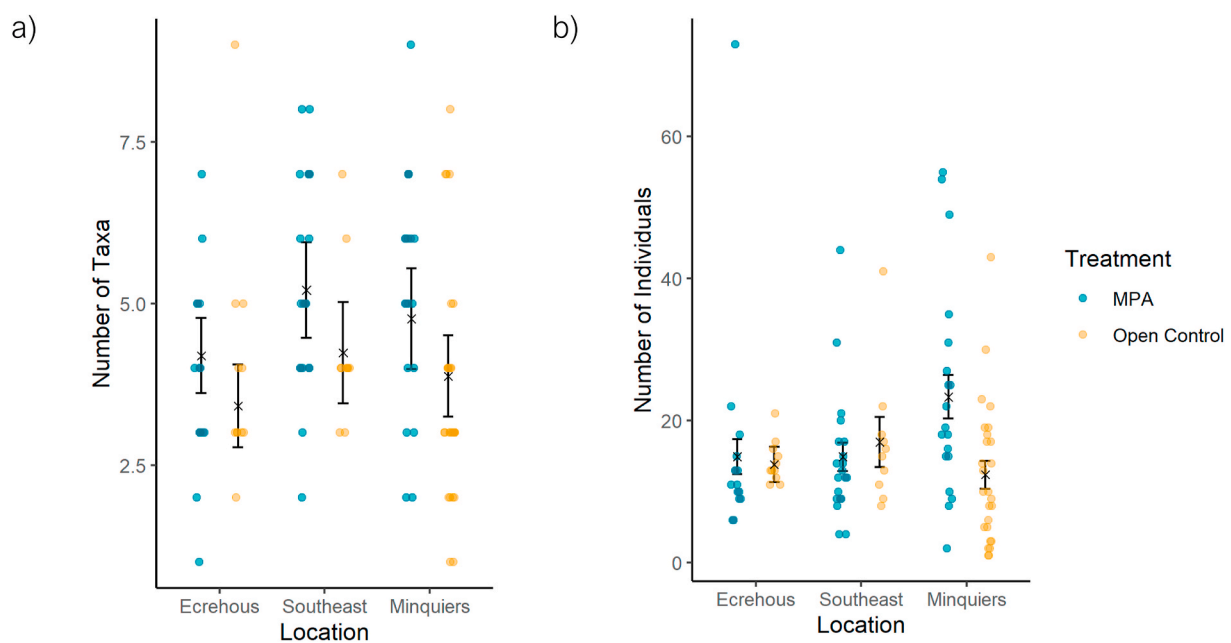 a)
Number of Taxa
7.5
5.0
2.5
Ecrehous Southeast Minquiers
Location
b)
Number of Individuals
60
40
20
0
Ecrehous Southeast Minquiers
Location
Treatment
MPA
Open Control